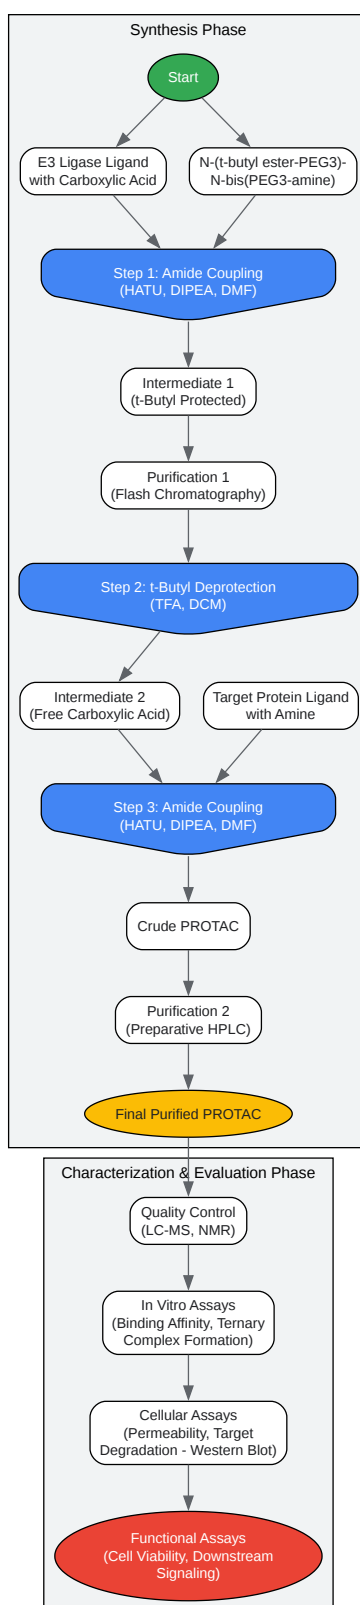 Synthesis Phase
Start
E3 Ligase Ligand
with Carboxylic Acid
N-(t-butyl ester-PEG3)-
N-bis(PEG3-amine)
Step 1: Amide Coupling
(HATU, DIPEA, DMF)
Intermediate 1
(t-Butyl Protected)
Purification 1
(Flash Chromatography)
Step 2: t-Butyl Deprotection
(TFA, DCM)
Intermediate 2
(Free Carboxylic Acid)
Target Protein Ligand
with Amine
Step 3: Amide Coupling
(HATU, DIPEA, DMF)
Crude PROTAC
Purification 2
(Preparative HPLC)
Final Purified PROTAC
Characterization & Evaluation Phase
Quality Control
(LC-MS, NMR)
In Vitro Assays
(Binding Affinity, Ternary
Complex Formation)
Cellular Assays
(Permeability, Target
Degradation - Western Blot)
Functional Assays
(Cell Viability, Downstream
Signaling)